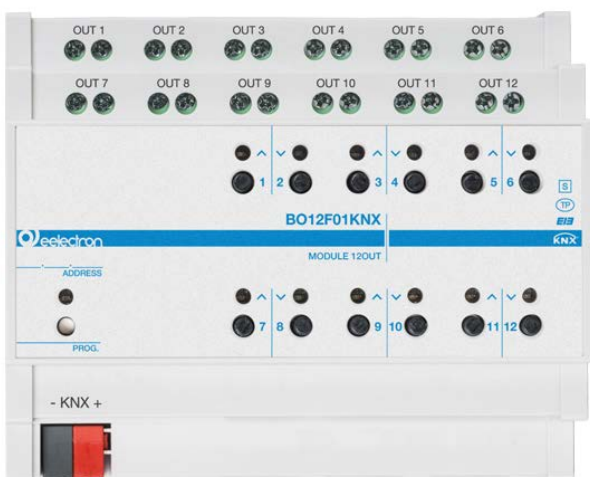 OUT 1 OUT 2 OUT 3 OUT 4 OUT 5 OUT 6
OUT 7 OUT 8 OUT 9 OUT 10 OUT 11 OUT 12
1 2 3 4 5 6
S
TP
BO12F01KNX
EIB
eelectron
KNX
MODULE 12OUT
ADDRESS
7 8 9 10 11 12
PROG.
- KNX +